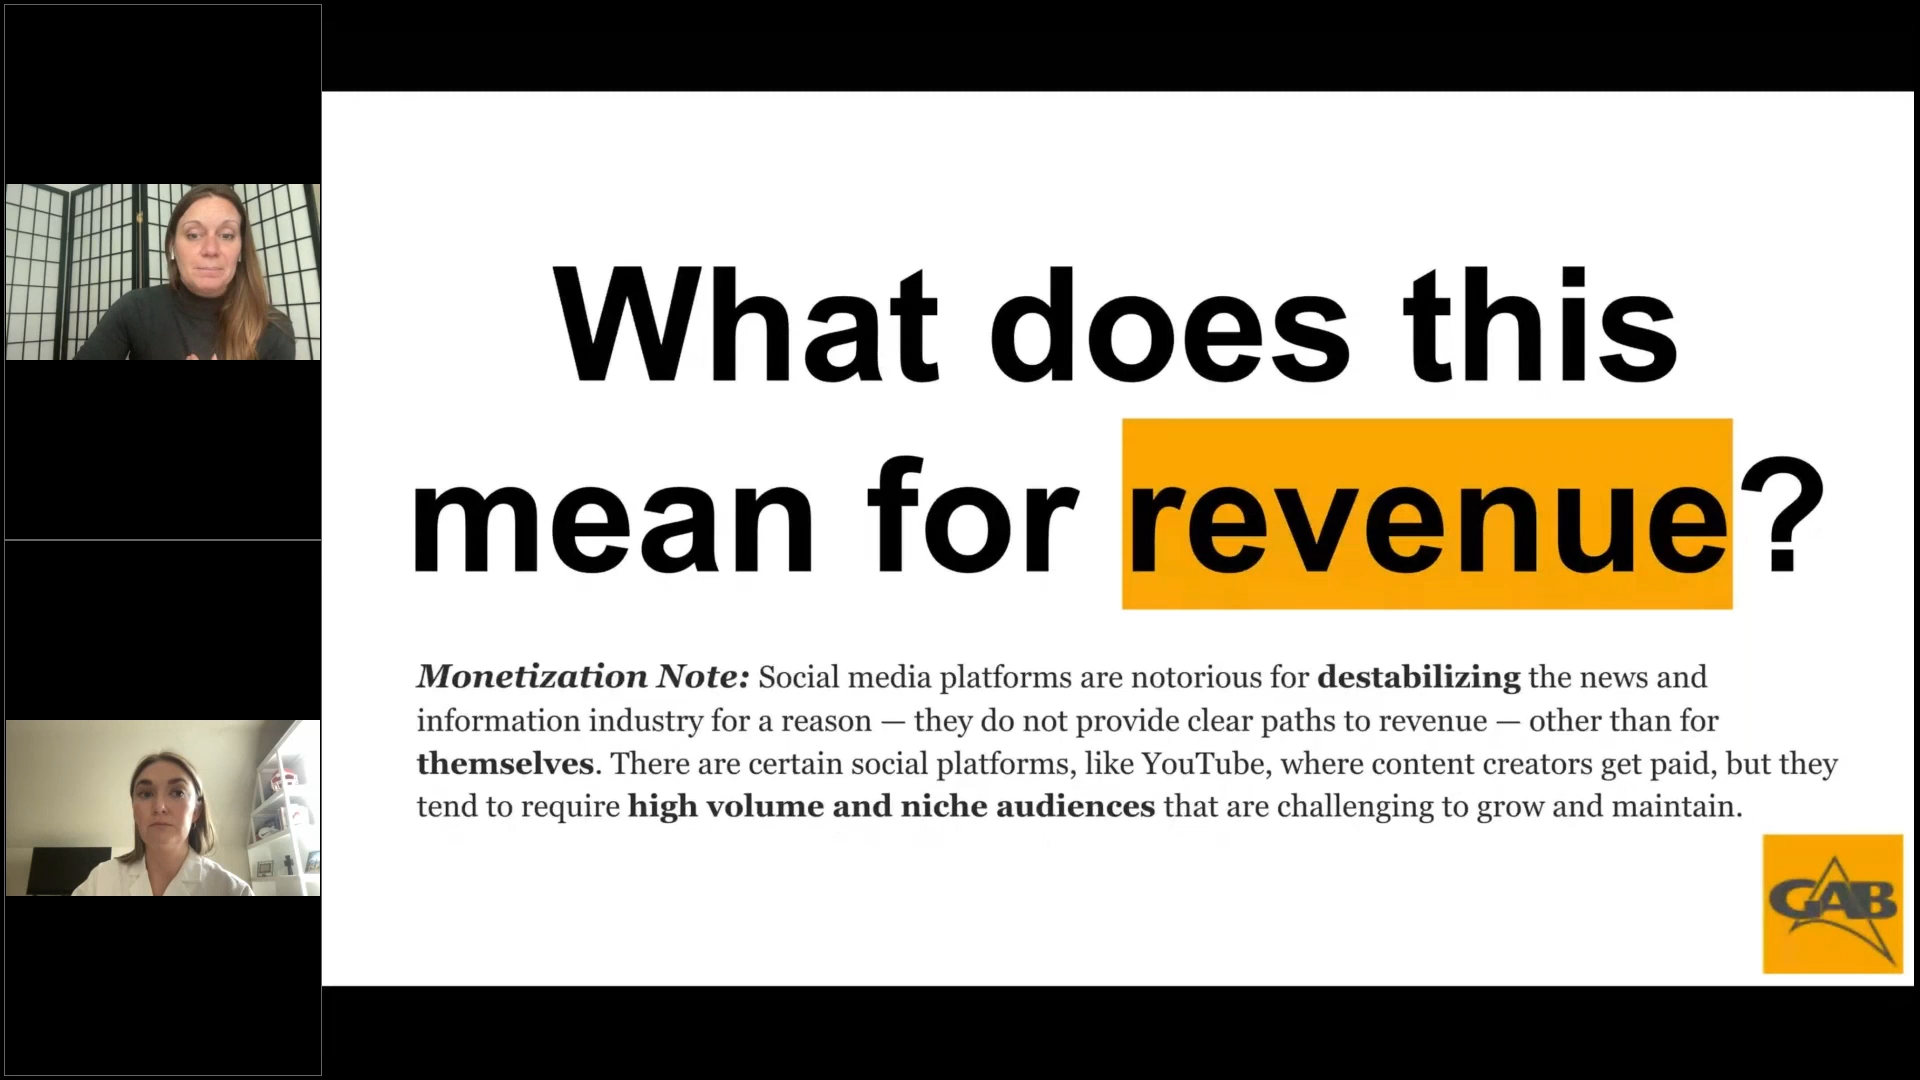 What does this
mean for revenue?
Monetization Note: Social media platforms are notorious for destabilizing the news and
information industry for a reason — they do not provide clear paths to revenue — other than for
themselves. There are certain social platforms, like YouTube, where content creators get paid, but they
tend to require high volume and niche audiences that are challenging to grow and maintain.
GAB